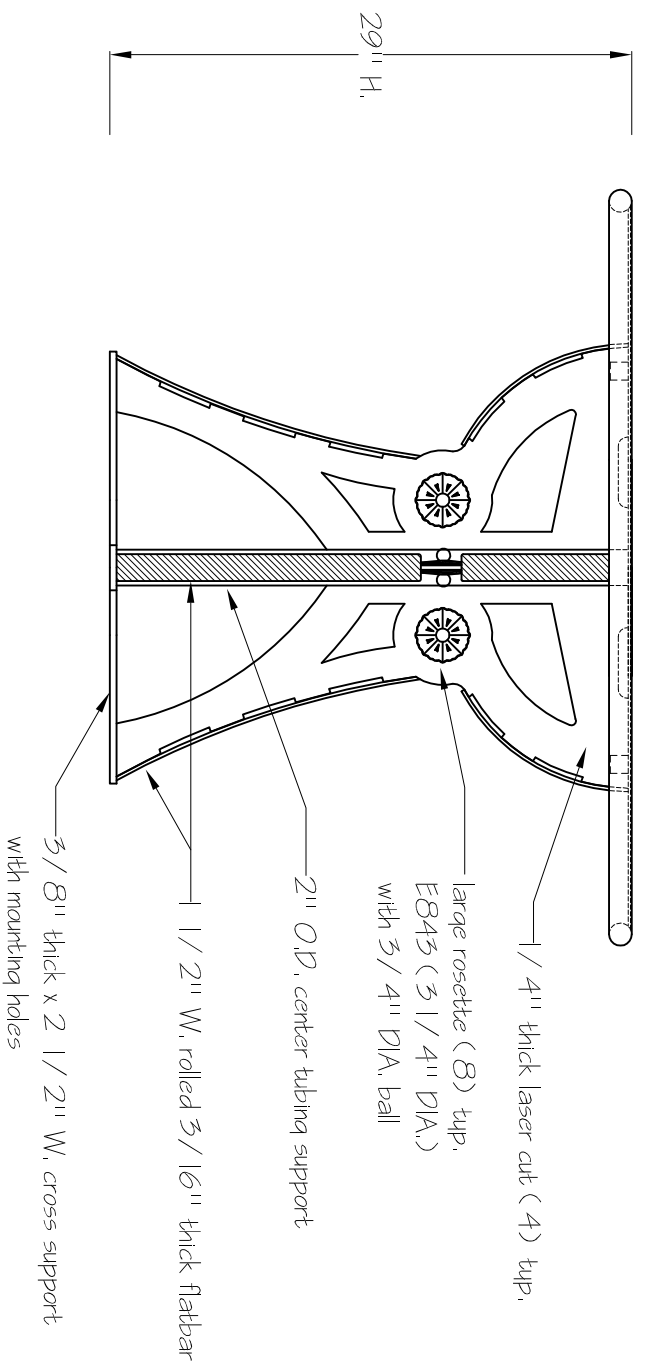 29" H.
1/4" thick laser cut (4) typ.
large rosette (8) typ.
E843 (3 1/4" DIA.)
with 3/4" DIA. ball
2" O.D. center tubing support
1 1/2" W. rolled 3/16" thick flatbar
3/8" thick x 2 1/2" W. cross support
with mounting holes